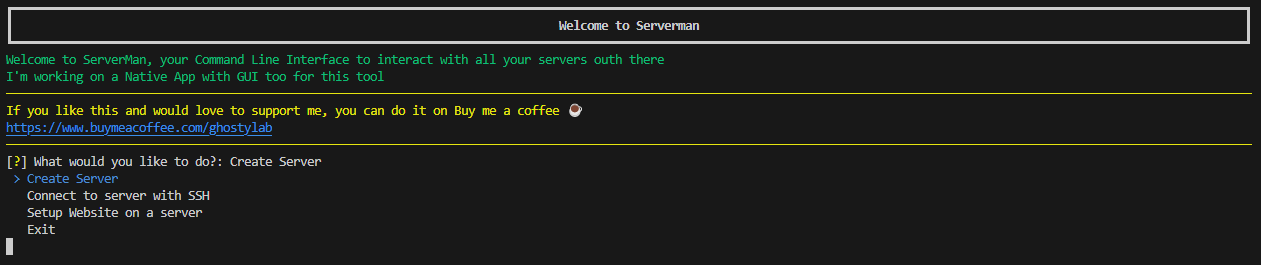 Welcome to Serverman
Welcome to ServerMan, your Command Line Interface to interact with all your servers outh there
I'm working on a Native App with GUI too for this tool
If you like this and would love to support me, you can do it on Buy me a coffee ☕
https://www.buymeacoffee.com/ghostylab
[?] What would you like to do?: Create Server
> Create Server
Connect to server with SSH
Setup Website on a server
Exit